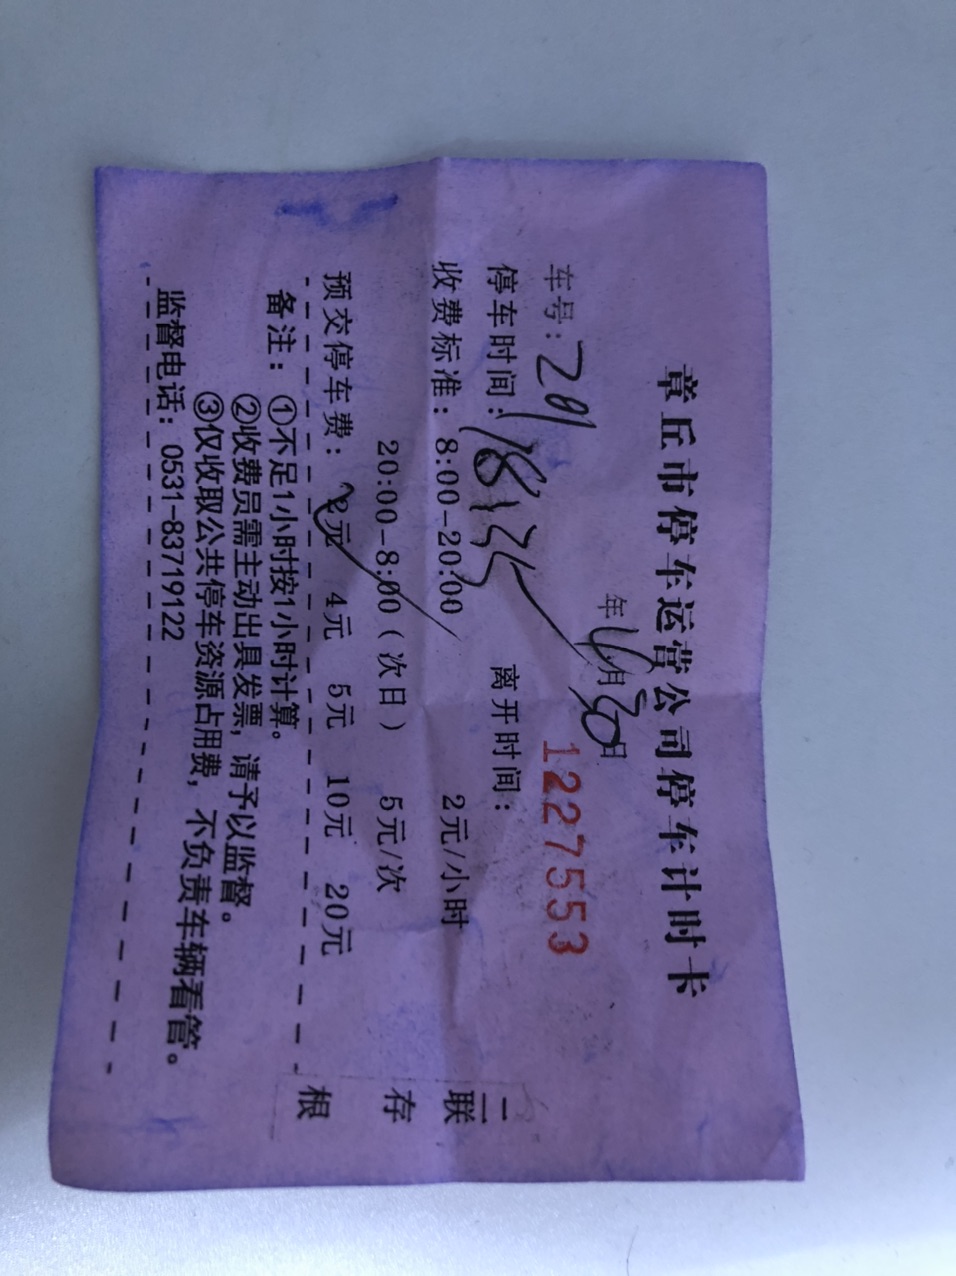 章丘市停车运营公司停车计时卡
年4月30日
车号：201 1227553
停车时间：18:35 离开时间：
收费标准：8:00-20:00 2元/小时
20:00-8:00（次日） 5元/次
预交停车费：2元 4元 5元 10元 20元
备注：①不足1小时按1小时计算。
②收费员需主动出具发票，请予以监督。
③仅收取公共停车资源占用费，不负责车辆看管。
监督电话：0531-83719122
二联存根